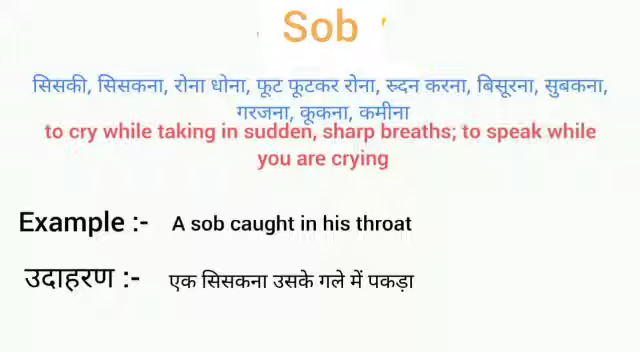 Sob
सिसकी, सिसकना, रोना धोना, फूट फूटकर रोना, रुदन करना, बिसूरना, सुबकना,
गरजना, कूकना, कमीना
to cry while taking in sudden, sharp breaths; to speak while
you are crying
Example :- A sob caught in his throat
उदाहरण :- एक सिसकना उसके गले में पकड़ा